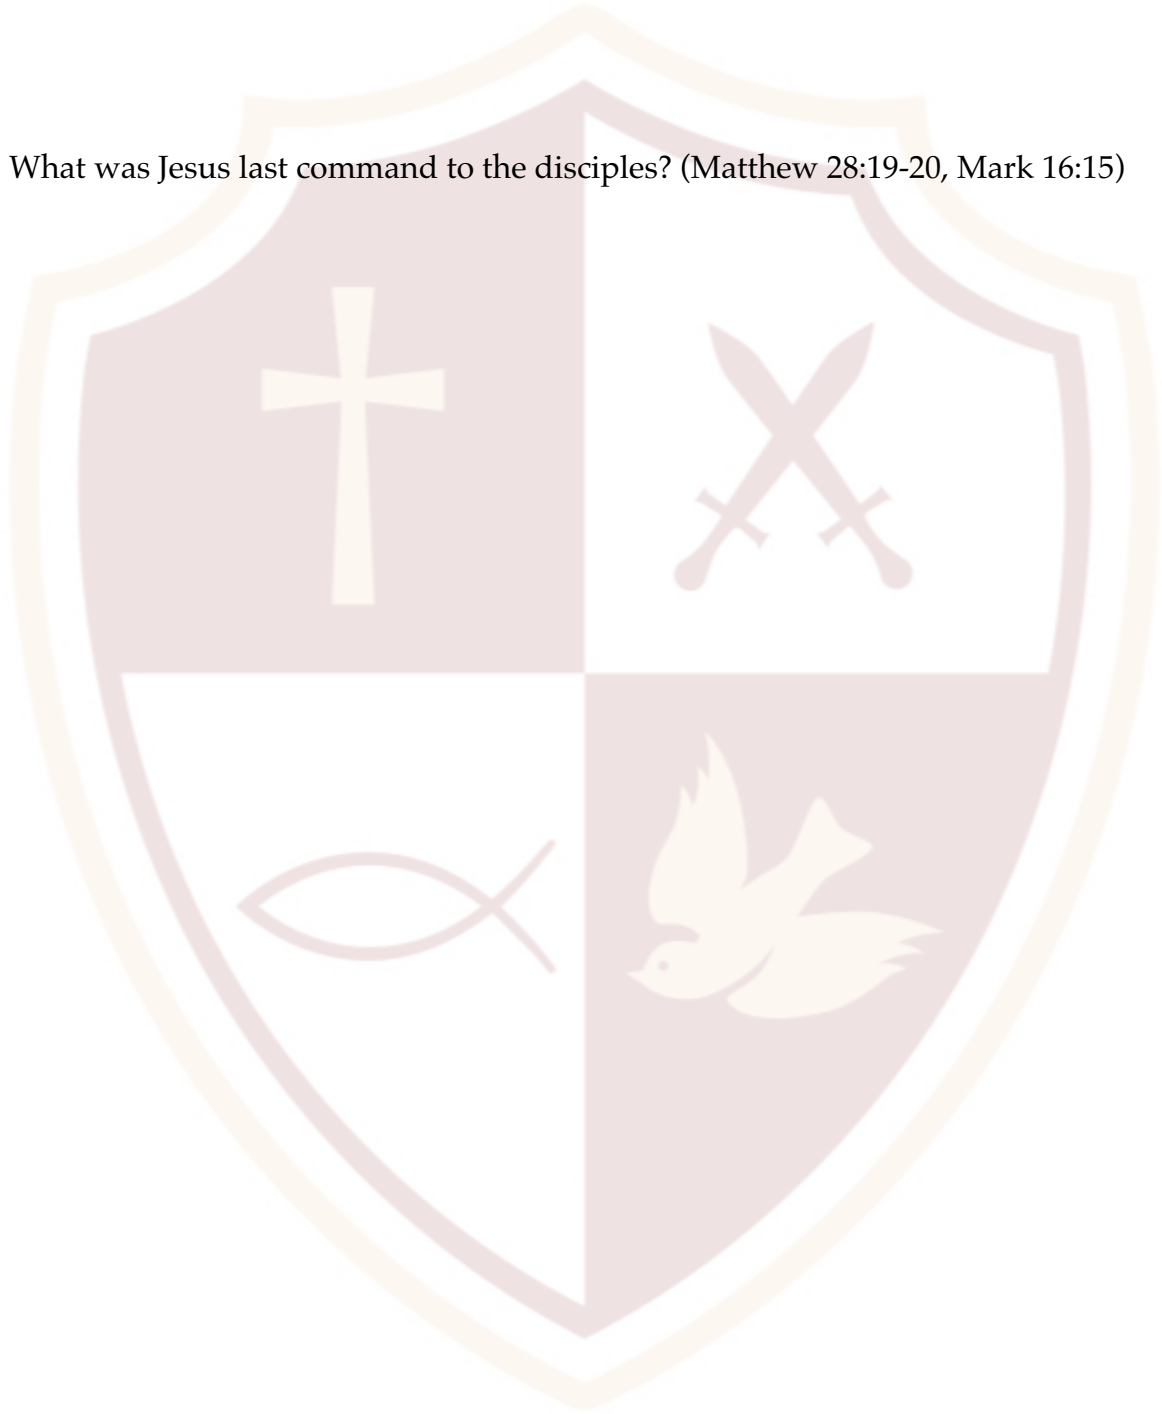 What was Jesus last command to the disciples? (Matthew 28:19-20, Mark 16:15)